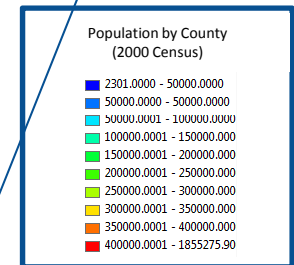 Population by County
(2000 Census)
2301.0000 - 50000.0000
50000.0000 - 50000.0000
50000.0001 - 100000.0000
100000.0001 - 150000.000
150000.0001 - 200000.000
200000.0001 - 250000.000
250000.0001 - 300000.000
300000.0001 - 350000.000
350000.0001 - 400000.000
400000.0001 - 1855275.90